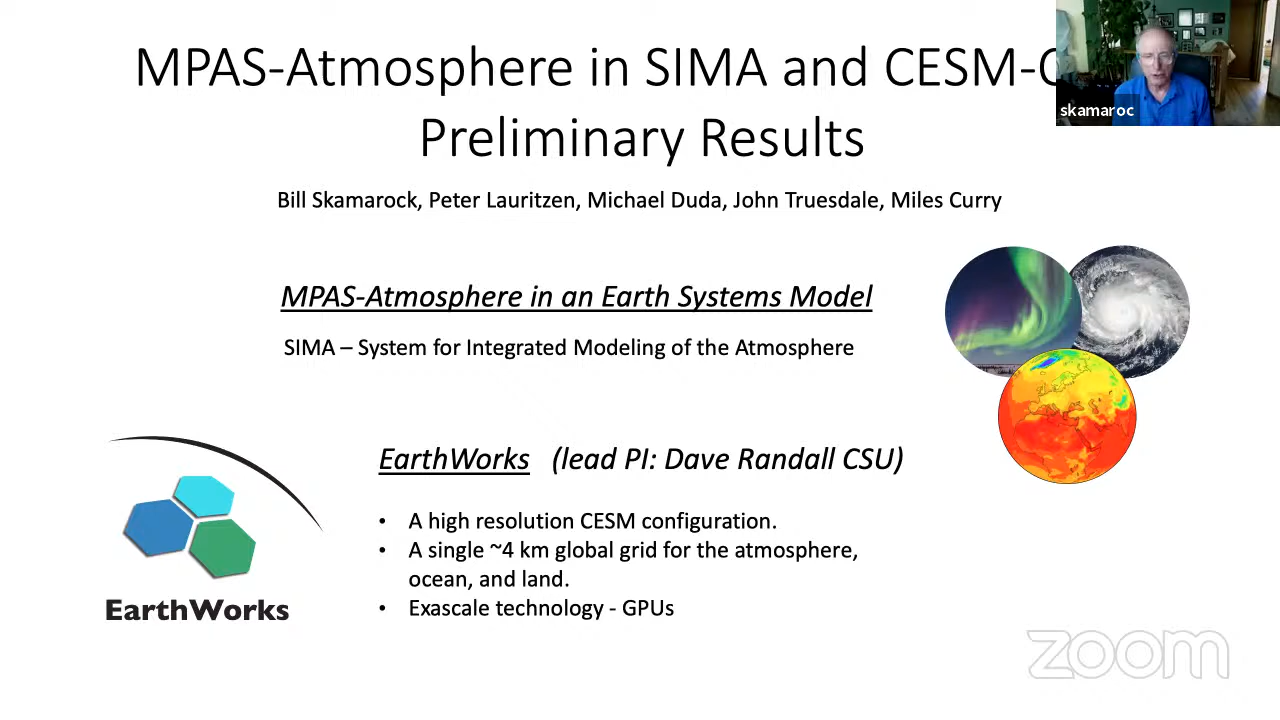 MPAS-Atmosphere in SIMA and CESM-
Preliminary Results
skamaroc
Bill Skamarock, Peter Lauritzen, Michael Duda, John Truesdale, Miles Curry
MPAS-Atmosphere in an Earth Systems Model
SIMA – System for Integrated Modeling of the Atmosphere
EarthWorks (lead PI: Dave Randall CSU)
• A high resolution CESM configuration.
• A single ~4 km global grid for the atmosphere,
ocean, and land.
• Exascale technology - GPUs
EarthWorks
zoom